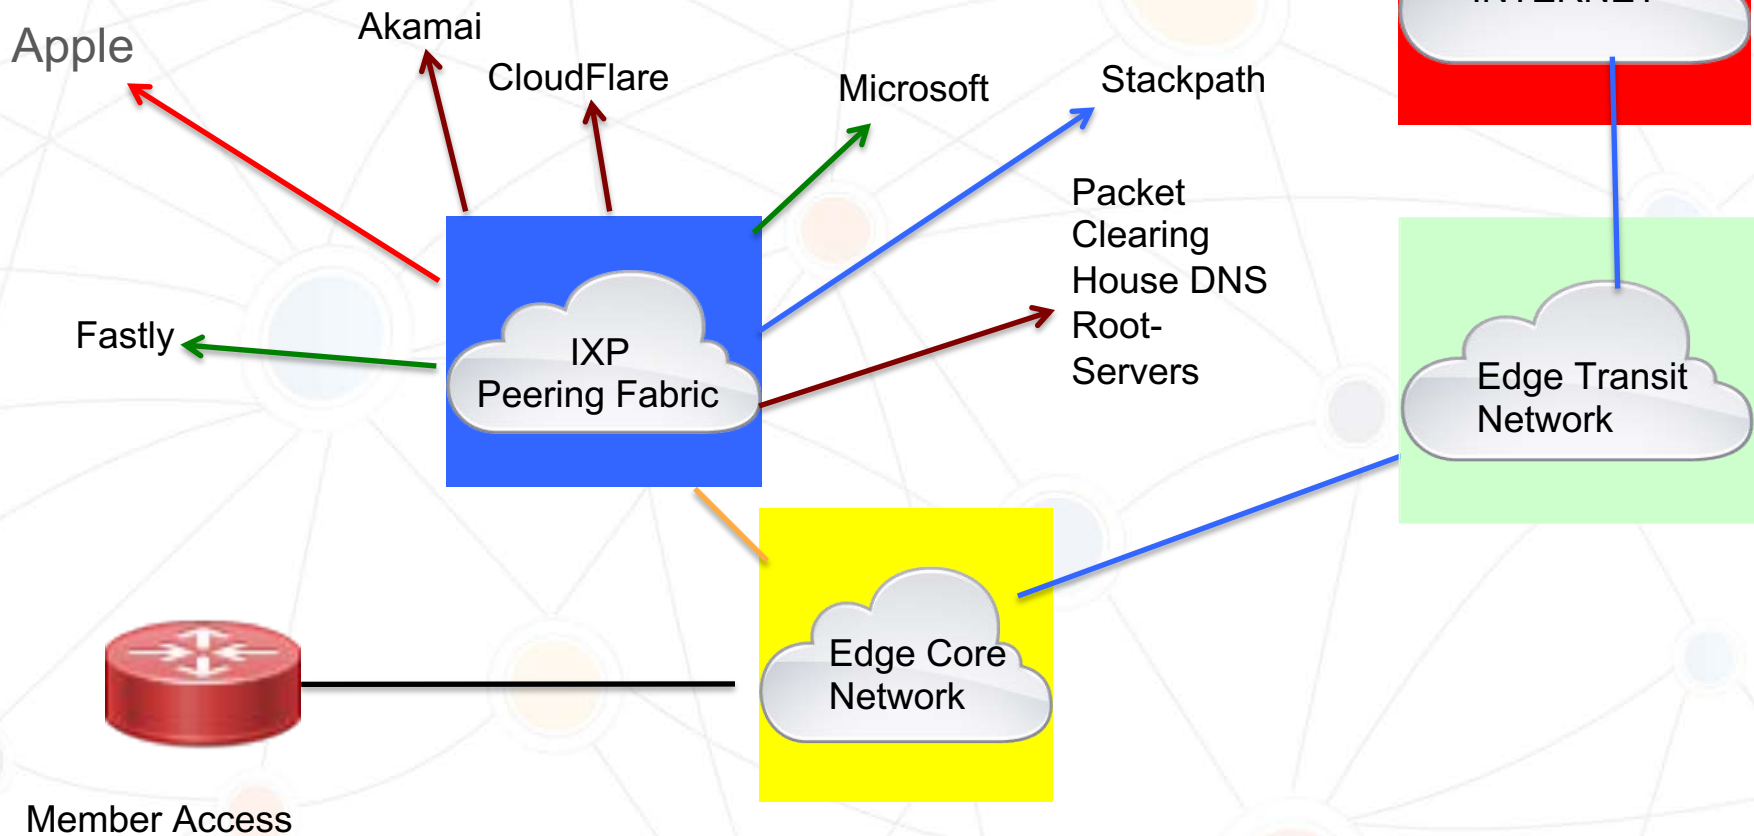 INTERNET
Akamai
Apple
CloudFlare
Microsoft
Stackpath
Packet
Clearing
House DNS
Root-
Servers
Fastly
IXP
Peering Fabric
Edge Transit
Network
Edge Core
Network
Member Access